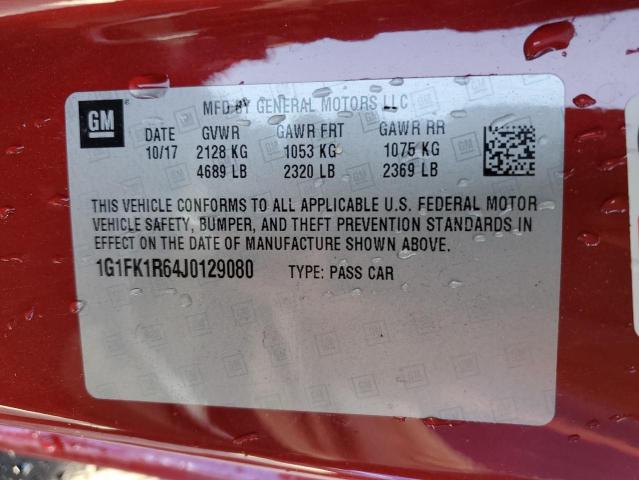 GM
MFD BY GENERAL MOTORS LLC
DATE GVWR GAWR FRT GAWR RR
10/17 2128 KG 1053 KG 1075 KG
4689 LB 2320 LB 2369 LB
THIS VEHICLE CONFORMS TO ALL APPLICABLE U.S. FEDERAL MOTOR
VEHICLE SAFETY, BUMPER, AND THEFT PREVENTION STANDARDS IN
EFFECT ON THE DATE OF MANUFACTURE SHOWN ABOVE.
1G1FK1R64J0129080 TYPE: PASS CAR